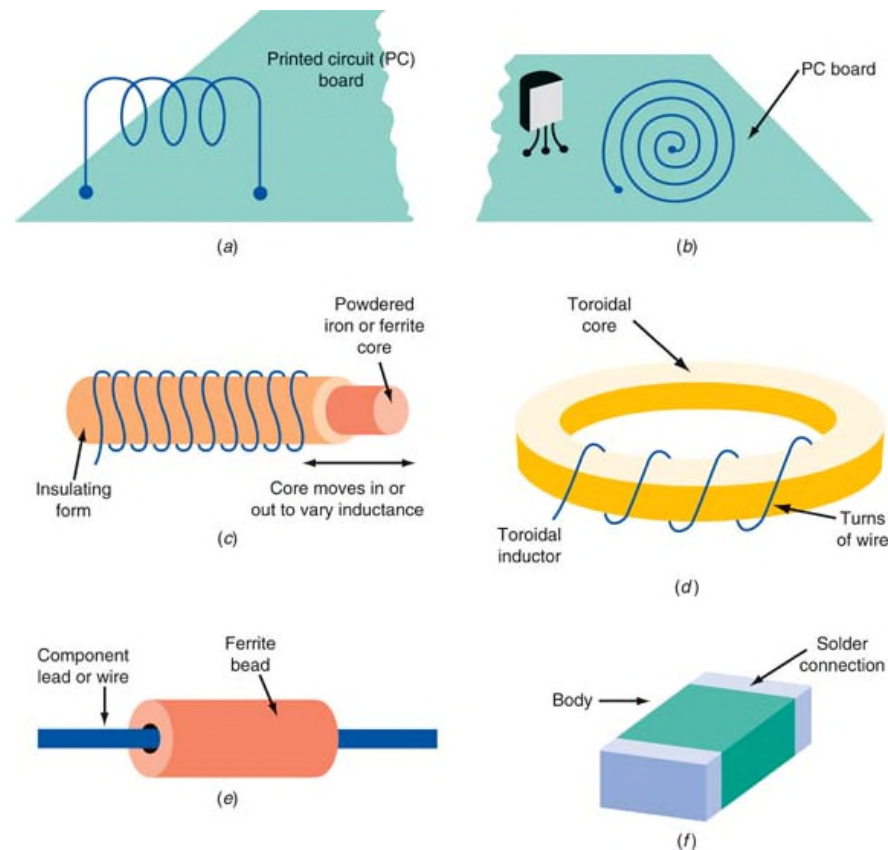 Printed circuit (PC)
board
(a)
PC board
(b)
Powdered
iron or ferrite
core
Insulating
form
Core moves in or
out to vary inductance
(c)
Toroidal
core
Toroidal
inductor
Turns
of wire
(d)
Component
lead or wire
Ferrite
bead
(e)
Solder
connection
Body
(f)